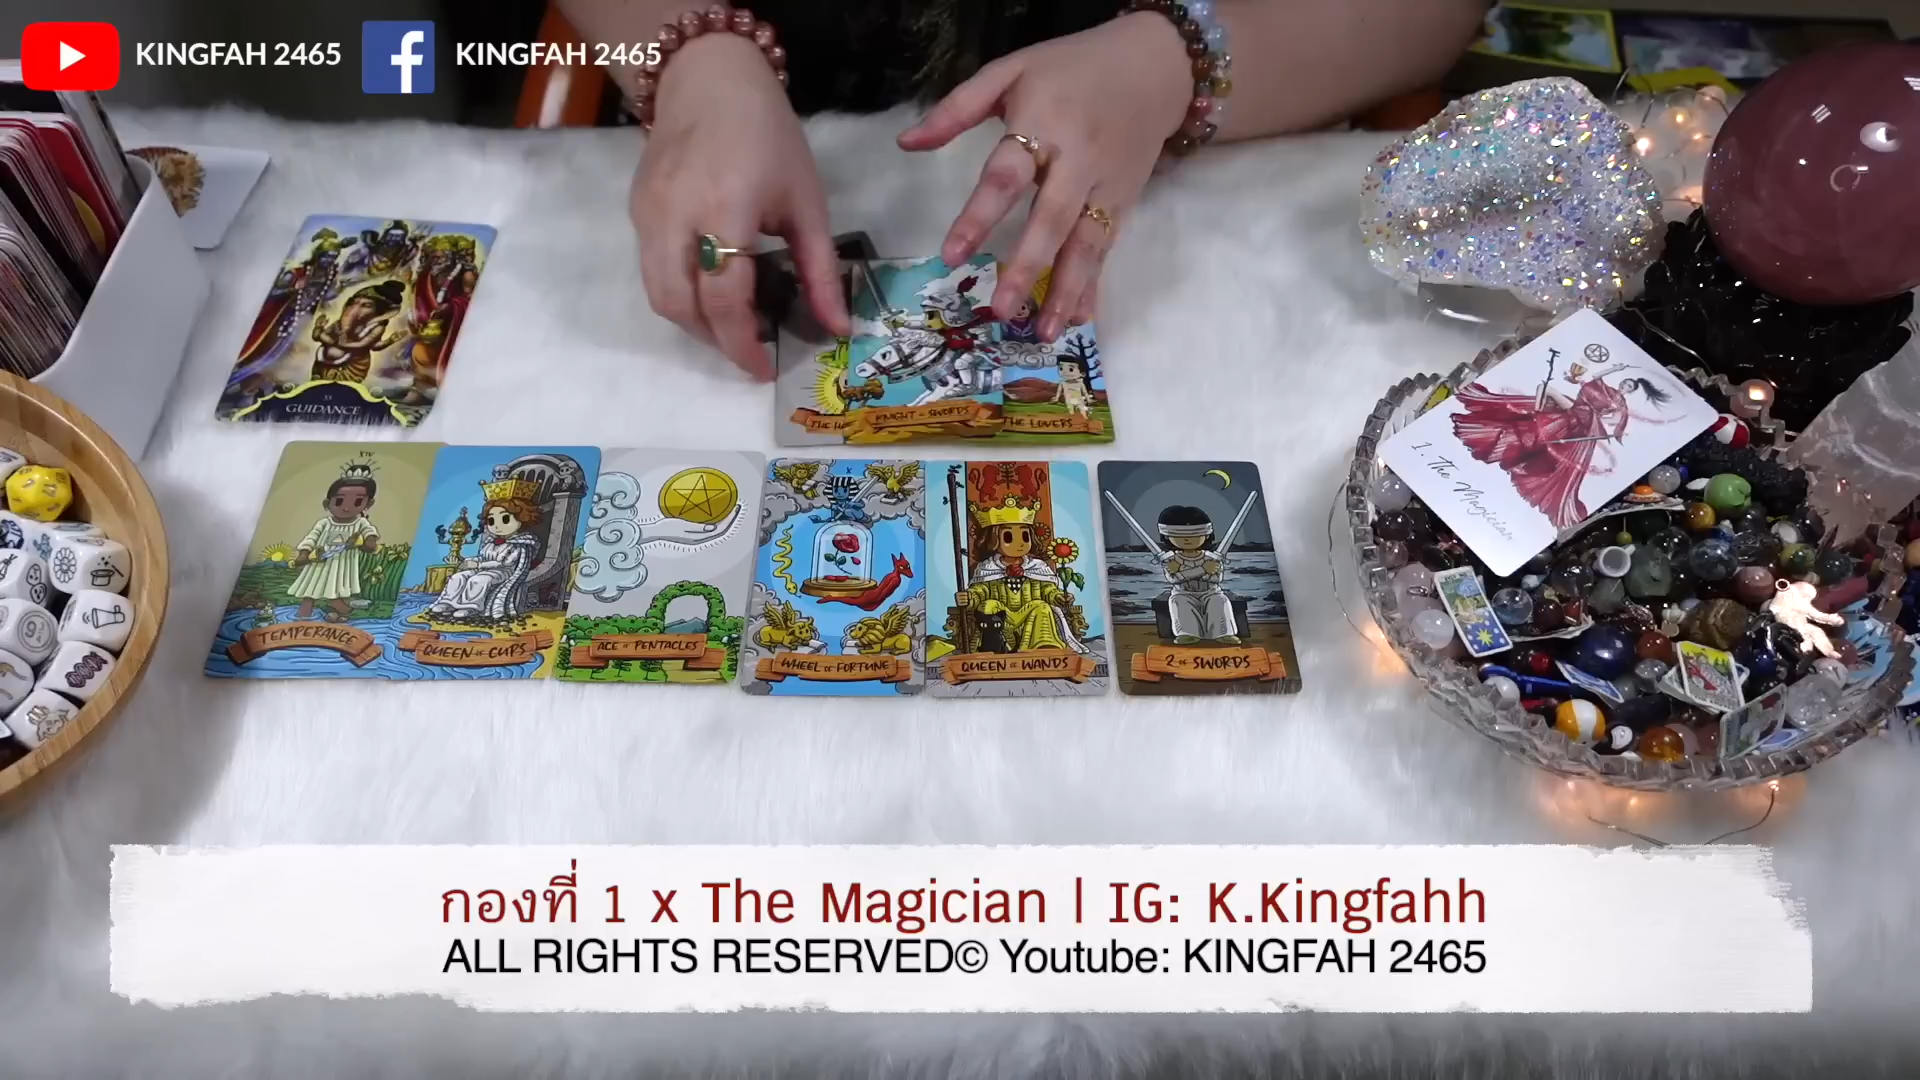 KINGFAH 2465
KINGFAH 2465
33
GUIDANCE
KNIGHT OF SWORDS
THE LOVERS
1. The Magician
XIV
TEMPERANCE
QUEEN OF CUPS
ACE OF PENTACLES
X
WHEEL OF FORTUNE
QUEEN OF WANDS
2 OF SWORDS
กองที่ 1 x The Magician | IG: K.Kingfahh
ALL RIGHTS RESERVED© Youtube: KINGFAH 2465